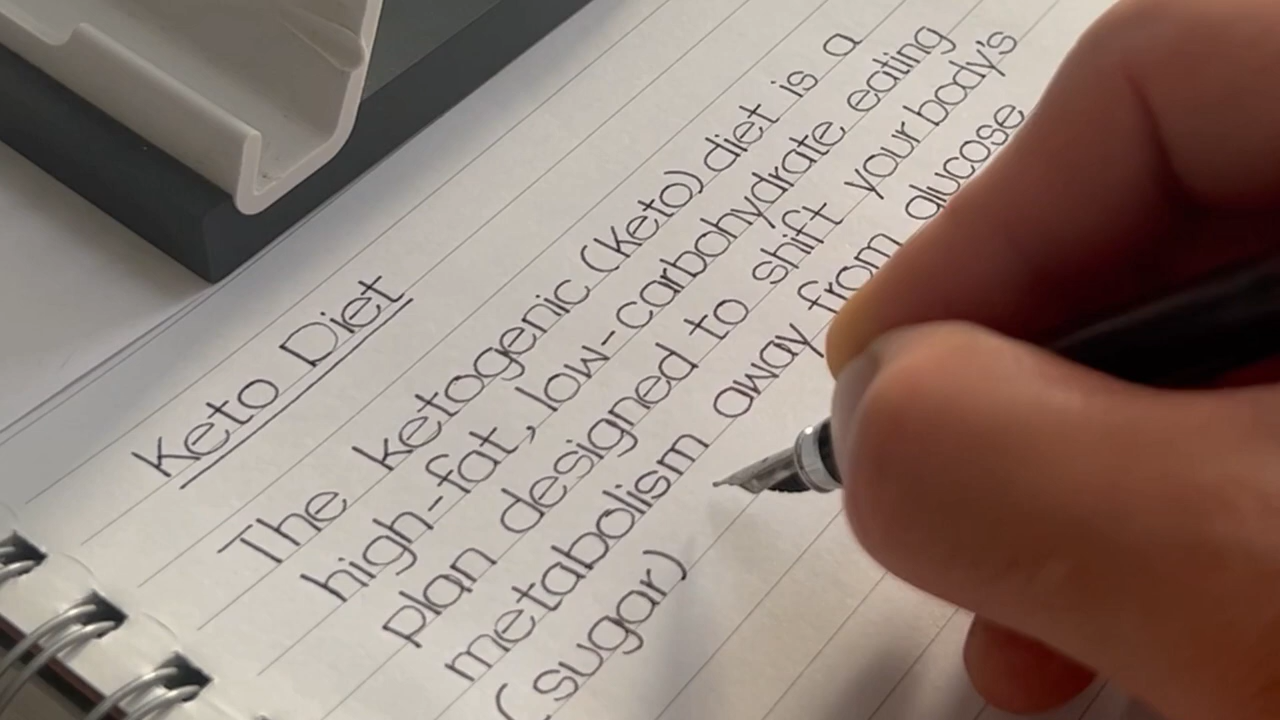 Keto Diet
The ketogenic (Keto) diet is a
high-fat, low-carbohydrate eating
plan designed to shift your body's
metabolism away from glucose
(sugar)